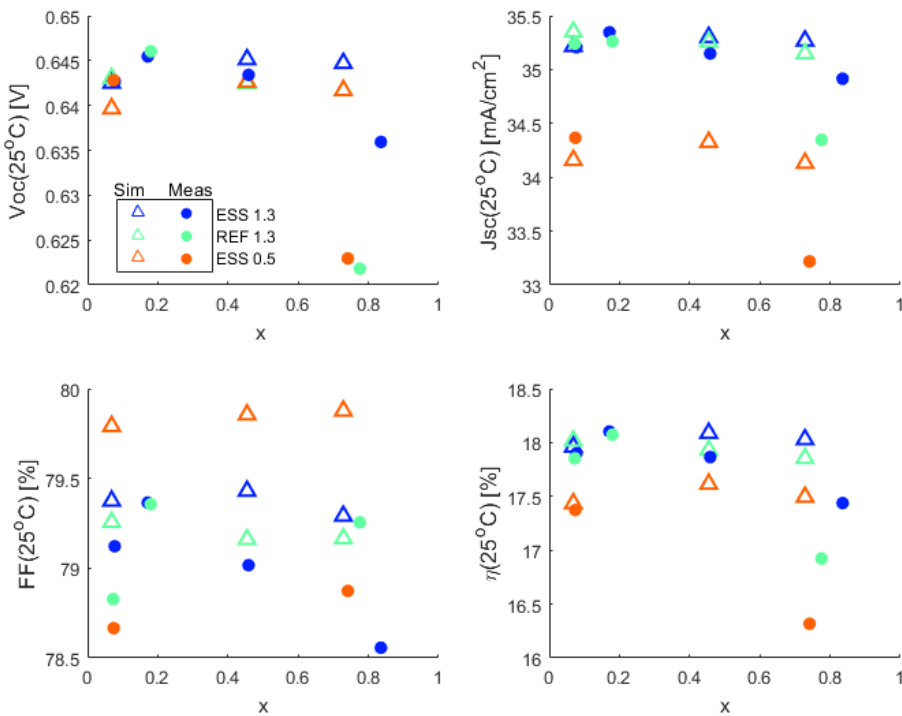 0.65
0.645
0.64
0.635
0.63
0.625
0.62
Voc(25°C) [V]
Sim Meas
ESS 1.3
REF 1.3
ESS 0.5
0 0.2 0.4 0.6 0.8 1
x
35.5
35
34.5
34
33.5
33
Jsc(25°C) [mA/cm²]
0 0.2 0.4 0.6 0.8 1
x
80
79.5
79
78.5
FF(25°C) [%]
0 0.2 0.4 0.6 0.8 1
x
18.5
18
17.5
17
16.5
16
η(25°C) [%]
0 0.2 0.4 0.6 0.8 1
x